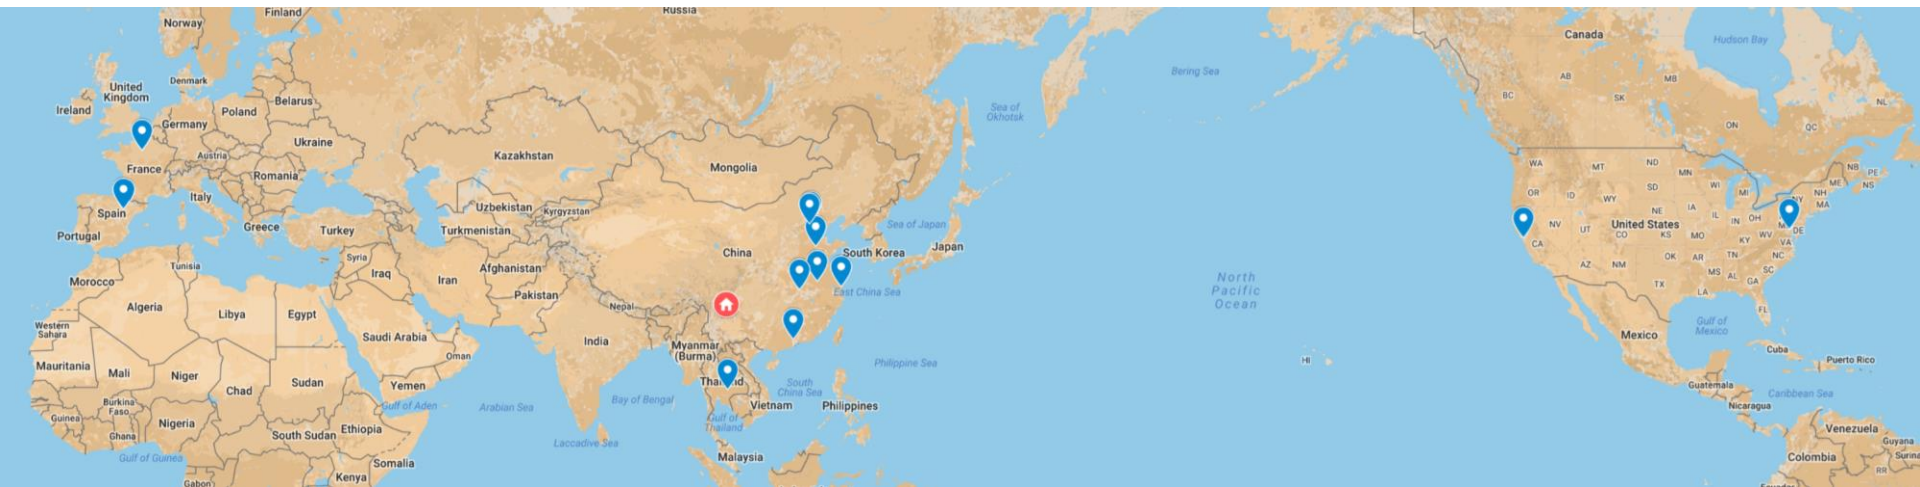 Norway
Finland
Russia
Denmark
United
Kingdom
Ireland
Belarus
Poland
Germany
Ukraine
Austria
France
Romania
Italy
Spain
Portugal
Greece
Turkey
Kazakhstan
Mongolia
Uzbekistan
Kyrgyzstan
Turkmenistan
China
South Korea
Japan
Sea of Japan
Sea of
Okhotsk
Bering Sea
Syria
Iraq
Iran
Afghanistan
Pakistan
Nepal
India
East China Sea
Tunisia
Morocco
Algeria
Libya
Egypt
Western
Sahara
Saudi Arabia
Oman
Myanmar
(Burma)
Mauritania
Mali
Niger
Chad
Sudan
Yemen
Gulf of Aden
Arabian Sea
Bay of Bengal
South
China Sea
Philippine Sea
Vietnam
Philippines
Gulf of
Thailand
Burkina
Faso
Guinea
Ghana
Nigeria
South Sudan
Ethiopia
Laccadive Sea
Gulf of Guinea
Somalia
Malaysia
Gabon
Kenya
North
Pacific
Ocean
HI
Canada
Hudson Bay
AB
MB
BC
SK
NL
ON
QC
WA
MT
ND
MN
NB
PE
NS
OR
ID
WY
SD
WI
MI
NY
NH
ME
MA
NE
IA
IL
IN
OH
NV
UT
United States
CO
KS
MO
KY
WV
VA
DE
CA
AZ
NM
OK
AR
TN
NC
SC
MS
AL
GA
TX
LA
FL
Gulf of
Mexico
Mexico
Cuba
Puerto Rico
Guatemala
Caribbean Sea
Nicaragua
Venezuela
Guyana
Colombia
RR